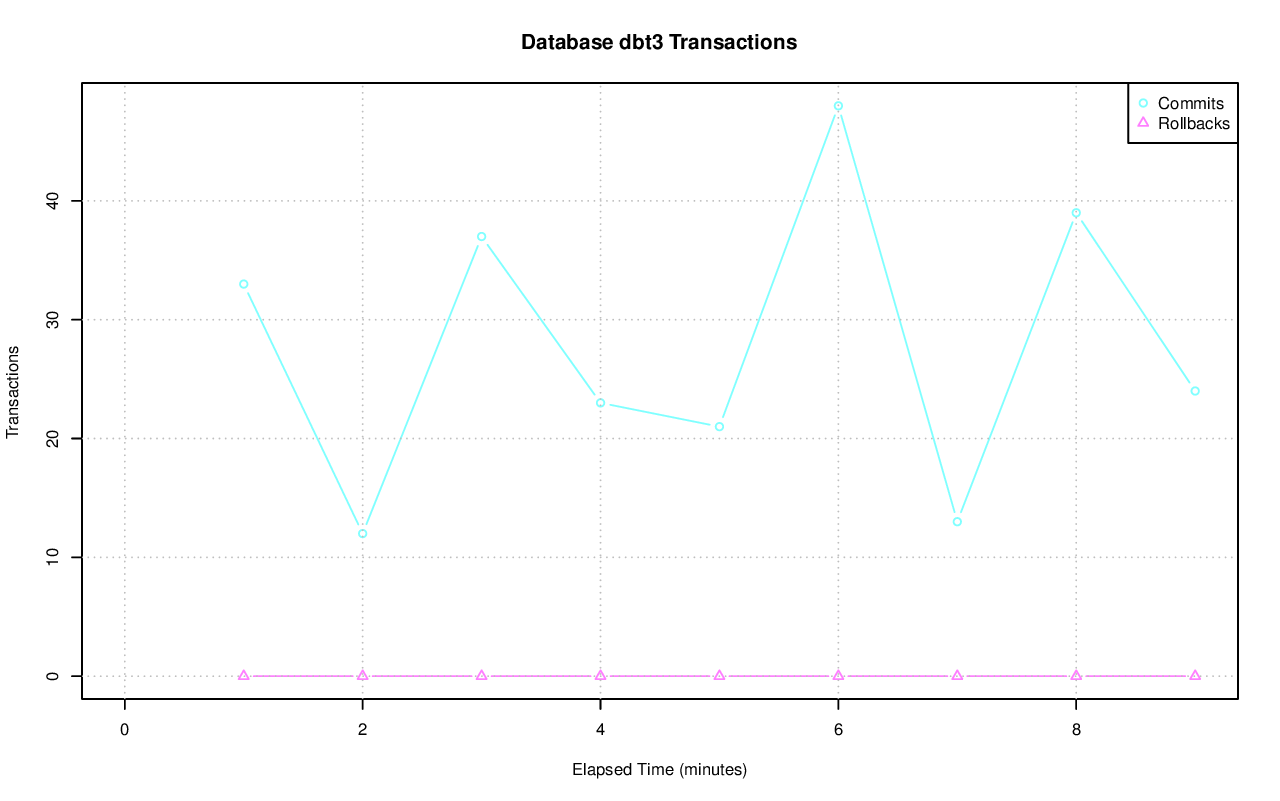 Database dbt3 Transactions
Commits
Rollbacks
Transactions
40
30
20
10
0
0 2 4 6 8
Elapsed Time (minutes)